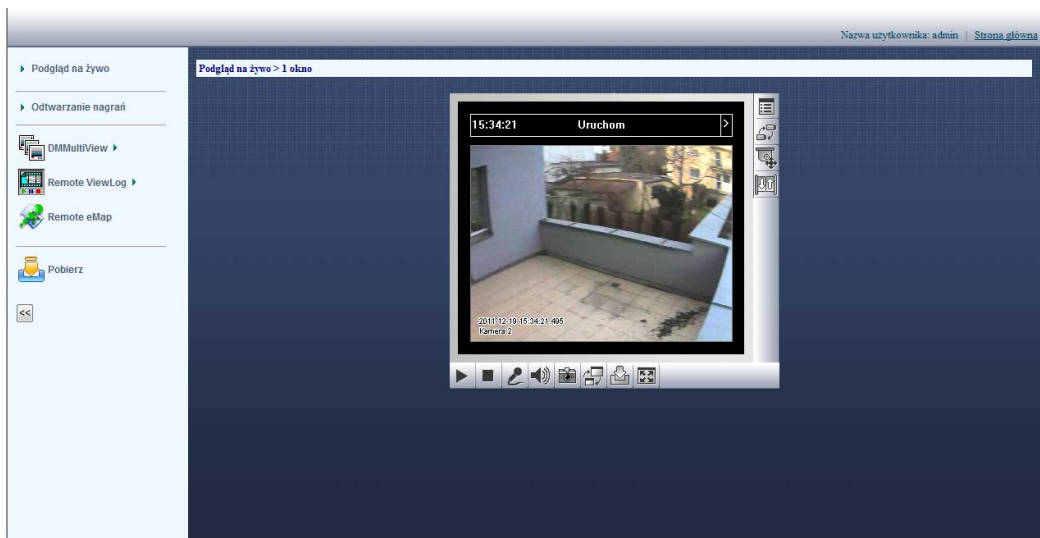 Nazwa użytkownika: admin | Strona główna
Podgląd na żywo
Podgląd na żywo > 1 okno
Odtwarzanie nagrań
DMMultiView
Remote ViewLog
Remote eMap
Pobierz
<<
15:34:21 Uruchom >
2011-12-19 15:34:21.495
Kamera 2